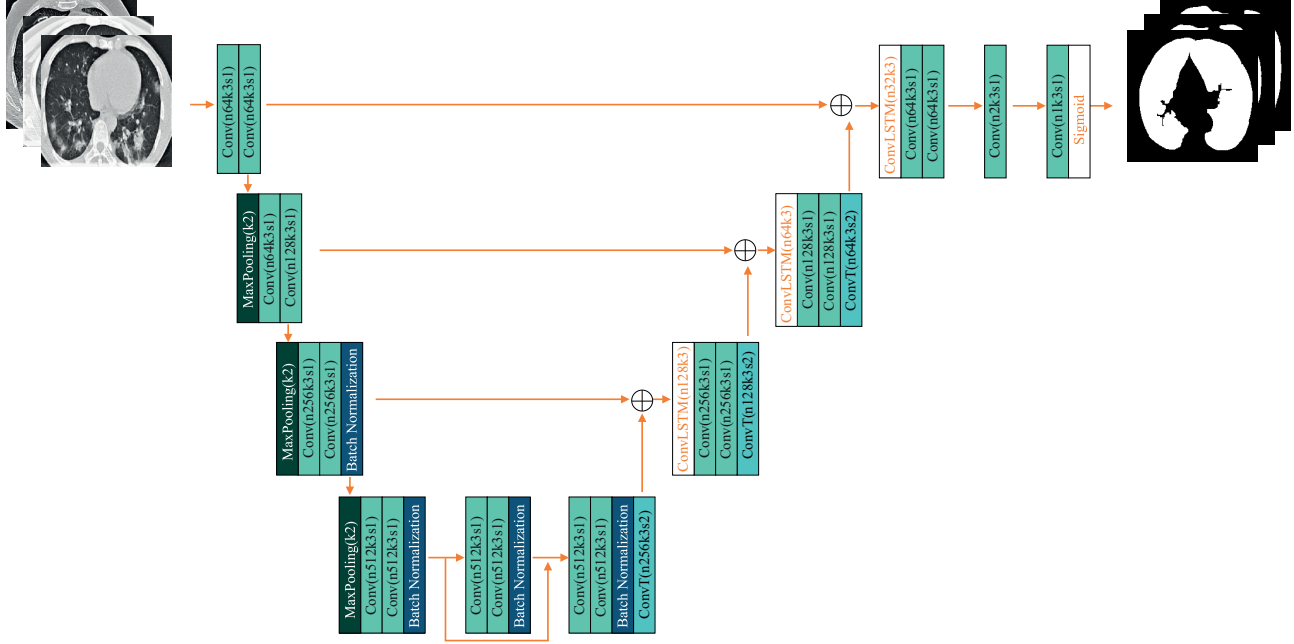 Conv(n64k3s1)
Conv(n64k3s1)
MaxPooling(k2)
Conv(n64k3s1)
Conv(n128k3s1)
MaxPooling(k2)
Conv(n256k3s1)
Conv(n256k3s1)
Batch Normalization
MaxPooling(k2)
Conv(n512k3s1)
Conv(n512k3s1)
Batch Normalization
Conv(n512k3s1)
Conv(n512k3s1)
Batch Normalization
Conv(n512k3s1)
Conv(n512k3s1)
Batch Normalization
ConvT(n256k3s2)
ConvLSTM(n128k3)
Conv(n256k3s1)
Conv(n256k3s1)
ConvT(n128k3s2)
ConvLSTM(n64k3)
Conv(n128k3s1)
Conv(n128k3s1)
ConvT(n64k3s2)
ConvLSTM(n32k3)
Conv(n64k3s1)
Conv(n64k3s1)
Conv(n2k3s1)
Conv(n1k3s1)
Sigmoid